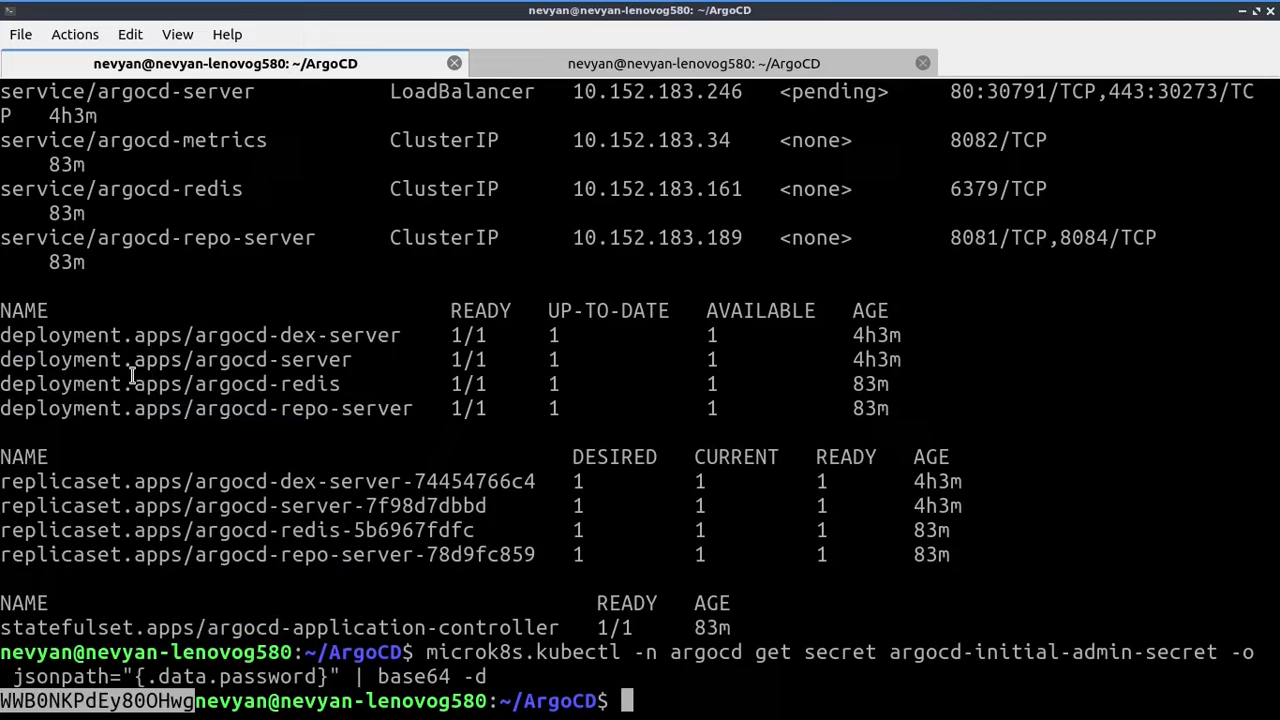 nevyan@nevyan-lenovog580: ~/ArgoCD
File Actions Edit View Help
nevyan@nevyan-lenovog580: ~/ArgoCD nevyan@nevyan-lenovog580: ~/ArgoCD
service/argocd-server LoadBalancer 10.152.183.246 <pending> 80:30791/TCP,443:30273/TC
P 4h3m
service/argocd-metrics ClusterIP 10.152.183.34 <none> 8082/TCP
83m
service/argocd-redis ClusterIP 10.152.183.161 <none> 6379/TCP
83m
service/argocd-repo-server ClusterIP 10.152.183.189 <none> 8081/TCP,8084/TCP
83m
NAME READY UP-TO-DATE AVAILABLE AGE
deployment.apps/argocd-dex-server 1/1 1 1 4h3m
deployment.apps/argocd-server 1/1 1 1 4h3m
deployment.apps/argocd-redis 1/1 1 1 83m
deployment.apps/argocd-repo-server 1/1 1 1 83m
NAME DESIRED CURRENT READY AGE
replicaset.apps/argocd-dex-server-74454766c4 1 1 1 4h3m
replicaset.apps/argocd-server-7f98d7dbbd 1 1 1 4h3m
replicaset.apps/argocd-redis-5b6967fdfc 1 1 1 83m
replicaset.apps/argocd-repo-server-78d9fc859 1 1 1 83m
NAME READY AGE
statefulset.apps/argocd-application-controller 1/1 83m
nevyan@nevyan-lenovog580:~/ArgoCD$ microk8s.kubectl -n argocd get secret argocd-initial-admin-secret -o
jsonpath="{.data.password}" | base64 -d
WWB0NKPdEy80OHwgnevyan@nevyan-lenovog580:~/ArgoCD$